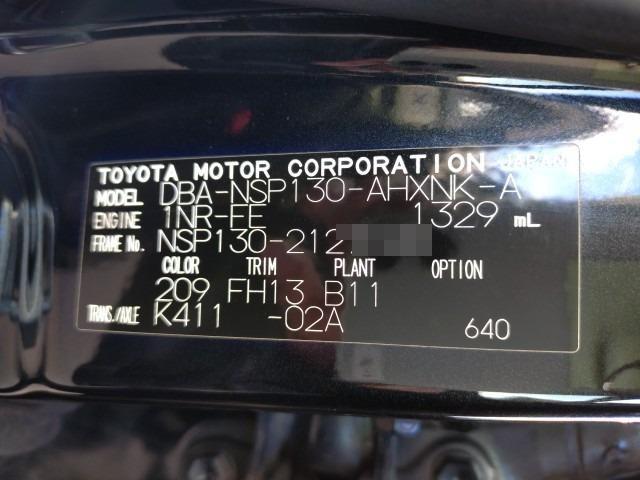 TOYOTA MOTOR CORPORATION JAPAN
MODEL DBA-NSP130-AHXNK-A
ENGINE 1NR-FE 1329 mL
FRAME No. NSP130-212
COLOR TRIM PLANT OPTION
209 FH13 B11
TRANS./AXLE K411 -02A 640